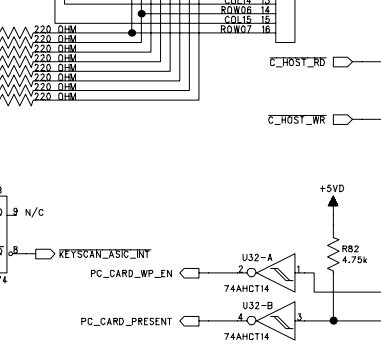 COL14 13
ROW06 14
COL15 15
ROW07 16
220 OHM
220 OHM
220 OHM
220 OHM
220 OHM
220 OHM
220 OHM
220 OHM
C_HOST_RD
C_HOST_WR
9 N/C
+5VD
8 KEYSCAN_ASIC_INT
R82
4.75k
U32-A
PC_CARD_WP_EN 2 1
74AHCT14
U32-B
PC_CARD_PRESENT 4 3
74AHCT14